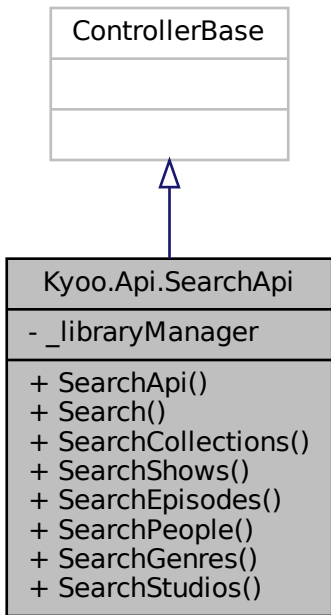 ControllerBase
Kyoo.Api.SearchApi
- _libraryManager
+ SearchApi()
+ Search()
+ SearchCollections()
+ SearchShows()
+ SearchEpisodes()
+ SearchPeople()
+ SearchGenres()
+ SearchStudios()